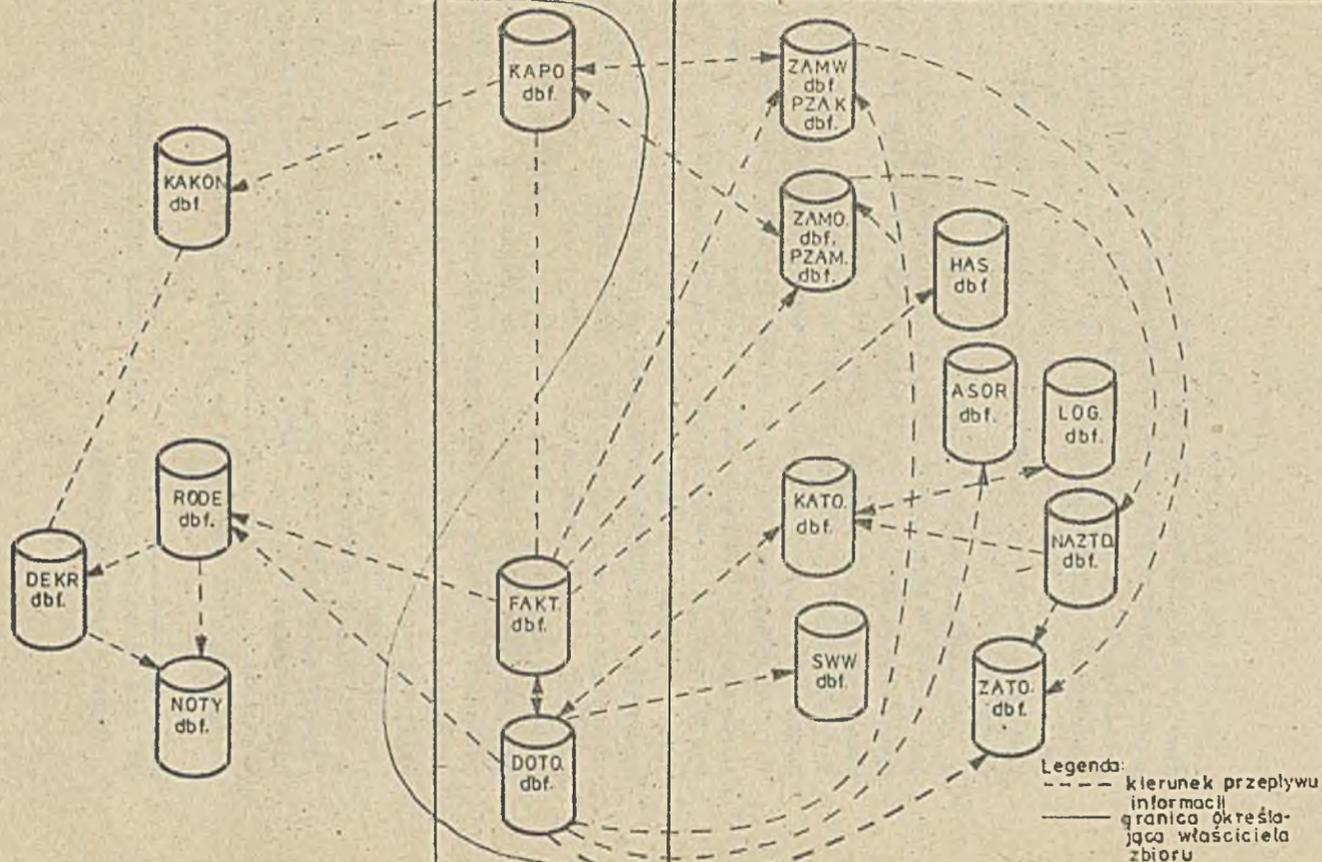 KAPO
dbf.
ZAMW
dbf
PZAK
dbf.
KAKON
dbf.
ZAMO.
dbf.
PZAM.
dbf.
HAS
dbf
ASOR
dbf.
LOG.
dbf.
RODE
dbf.
KATO.
dbf.
NAZTO.
dbf.
DEKR
dbf.
FAKT.
dbf.
SWW
dbf.
NOTY
dbf.
ZATO.
dbf.
DOTO.
dbf.
Legenda:
kierunek przepływu
informacji
granica określa-
jąca właściciela
zbioru